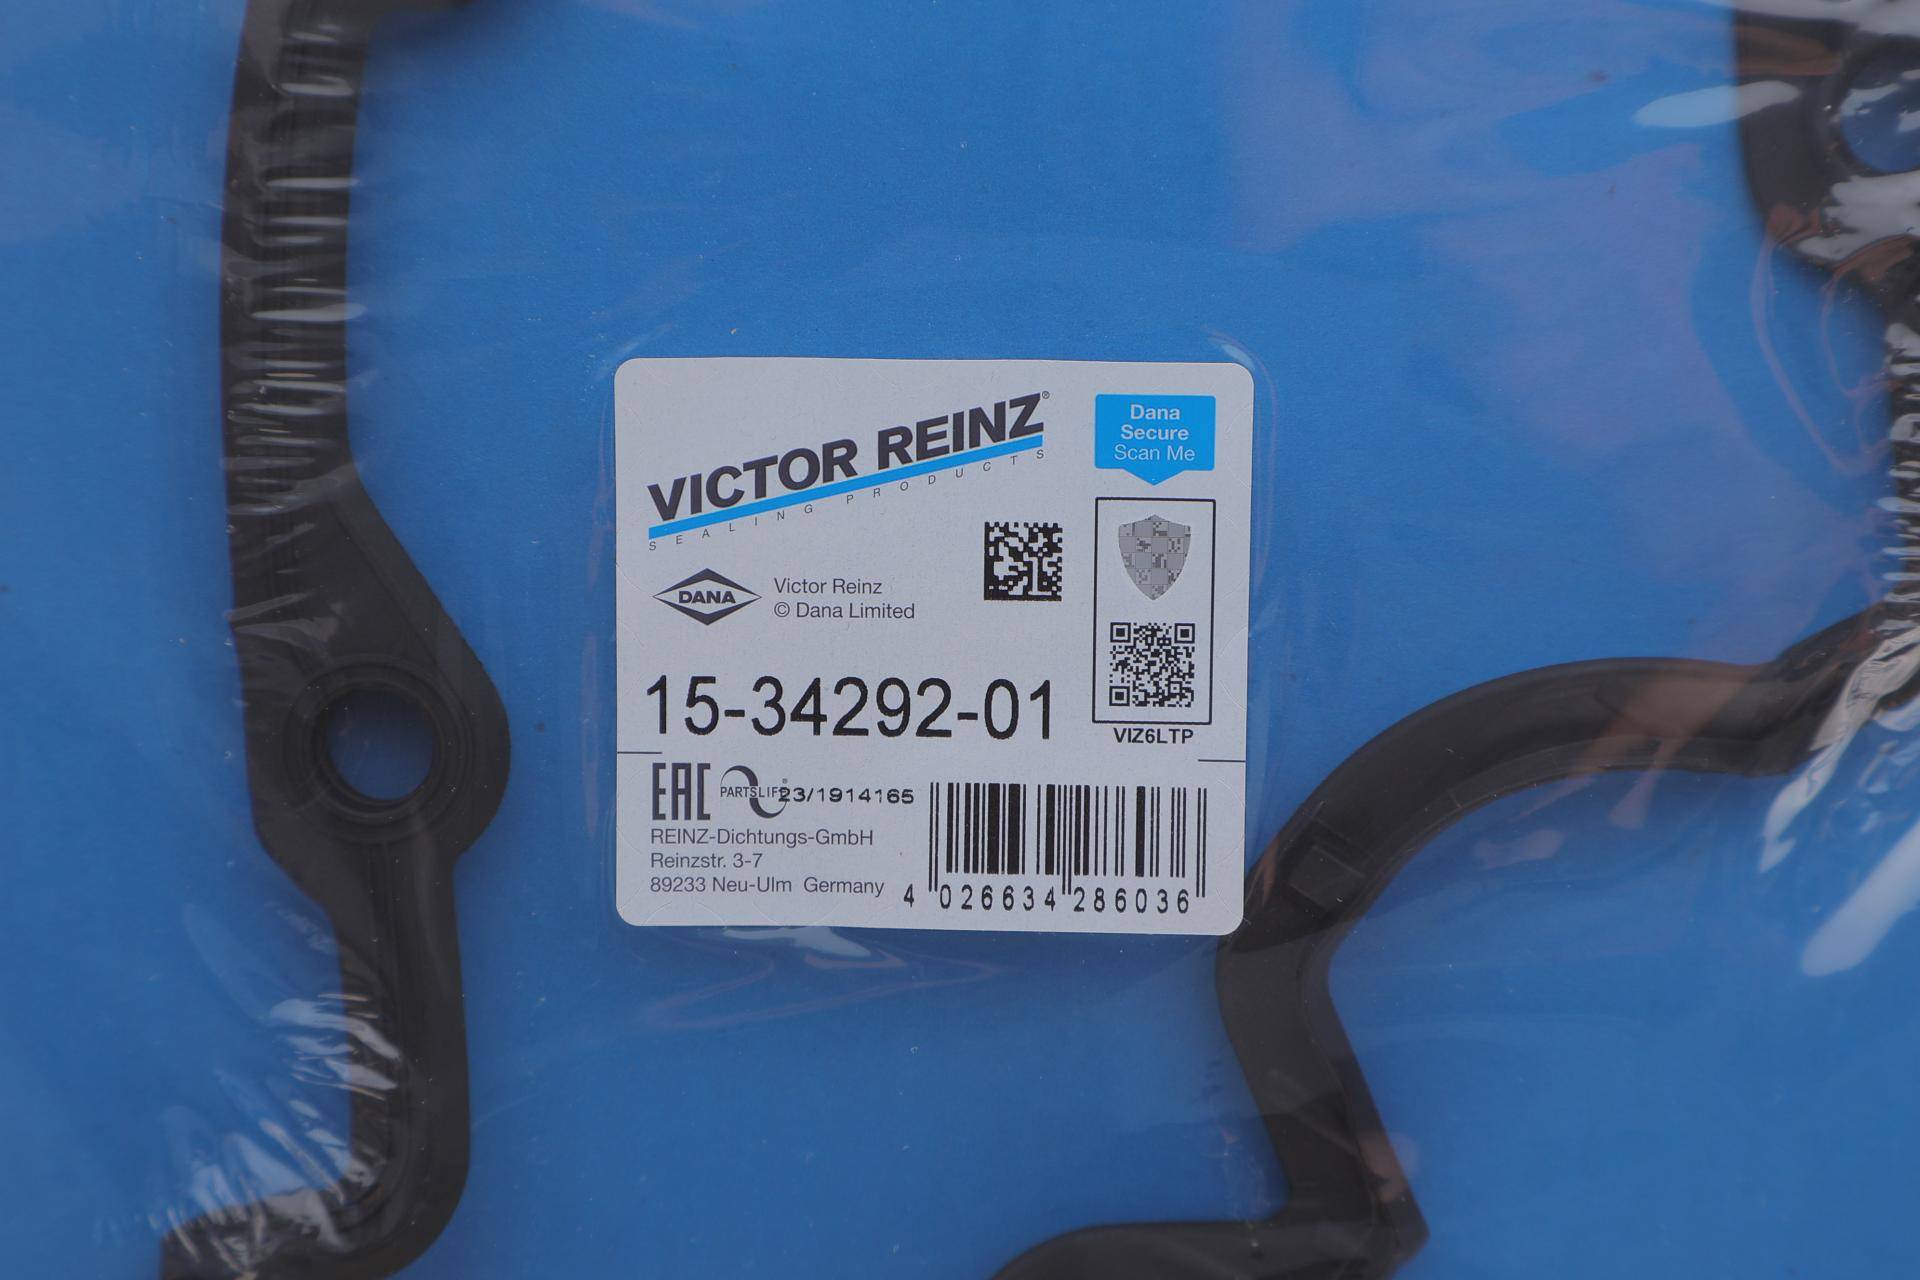 VICTOR REINZ®
SEALING PRODUCTS
Dana
Secure
Scan Me
DANA
Victor Reinz
© Dana Limited
15-34292-01
VIZ6LTP
EAC
PARTSLIFE® 23/1914165
REINZ-Dichtungs-GmbH
Reinzstr. 3-7
89233 Neu-Ulm Germany
4 026634 286036